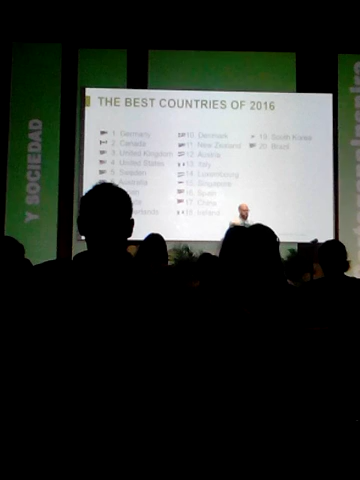 THE BEST COUNTRIES OF 2016
1. Germany
2. Canada
3. United Kingdom
4. United States
5. Sweden
Australia
10. Denmark
11. New Zealand
12. Austria
13. Italy
14. Luxembourg
15. Singapore
16. Spain
17. China
18. Ireland
19. South Korea
20. Brazil
Y SOCIEDAD